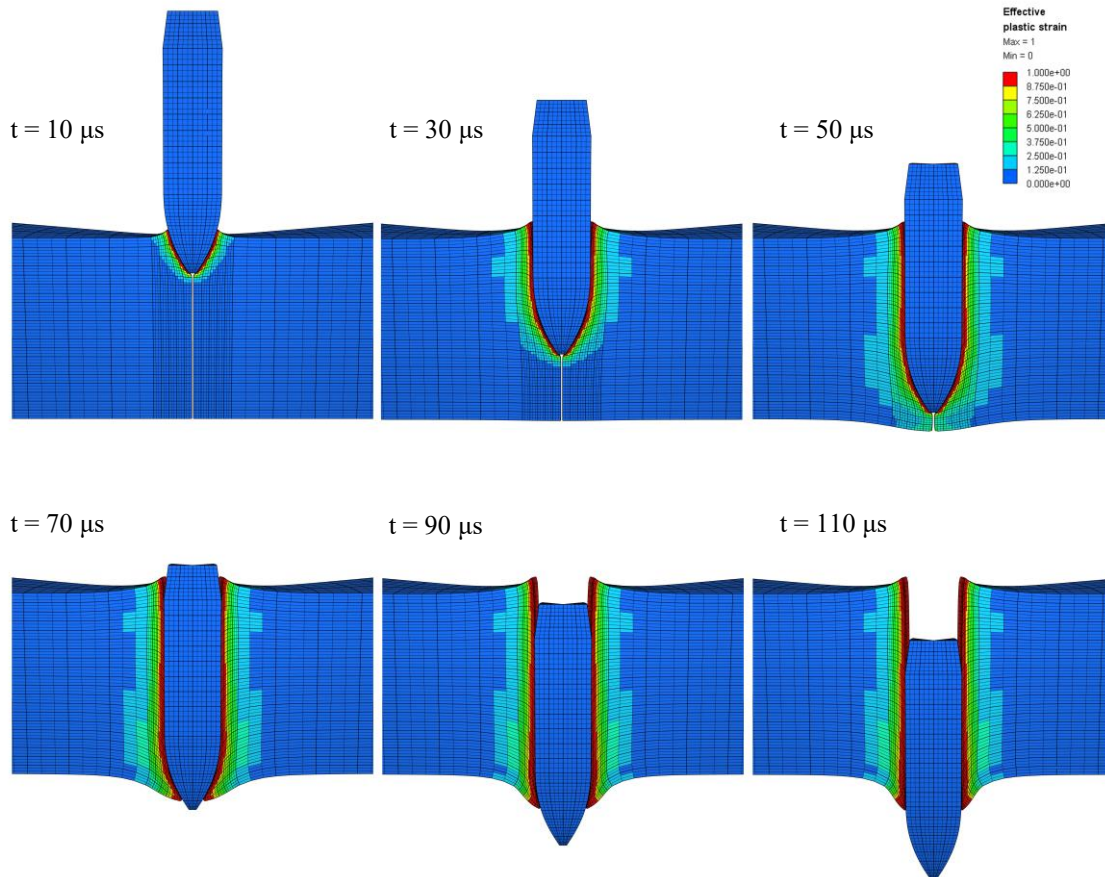 Effective
plastic strain
Max = 1
Min = 0
1.000e+00
8.750e-01
7.500e-01
6.250e-01
5.000e-01
3.750e-01
2.500e-01
1.250e-01
0.000e+00
t = 10 μs
t = 30 μs
t = 50 μs
t = 70 μs
t = 90 μs
t = 110 μs